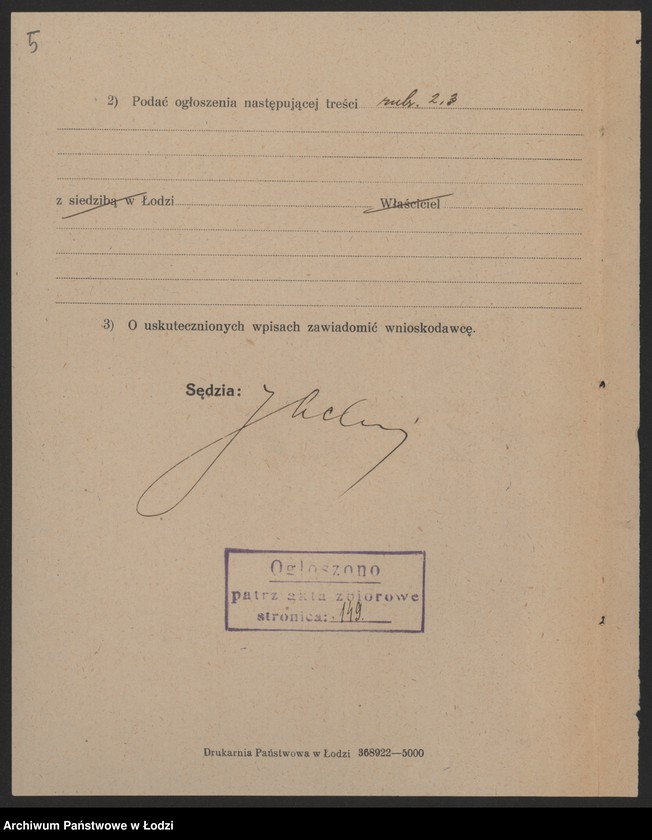 5
2) Podać ogłoszenia następującej treści rubr. 2 i 3
z siedzibą w Łodzi Właściciel
3) O uskutecznionych wpisach zawiadomić wnioskodawcę.
Sędzia:
Ogłoszono
patrz akta zbiorowe
stronica: 149.
Drukarnia Państwowa w Łodzi 368922—5000
Archiwum Państwowe w Łodzi